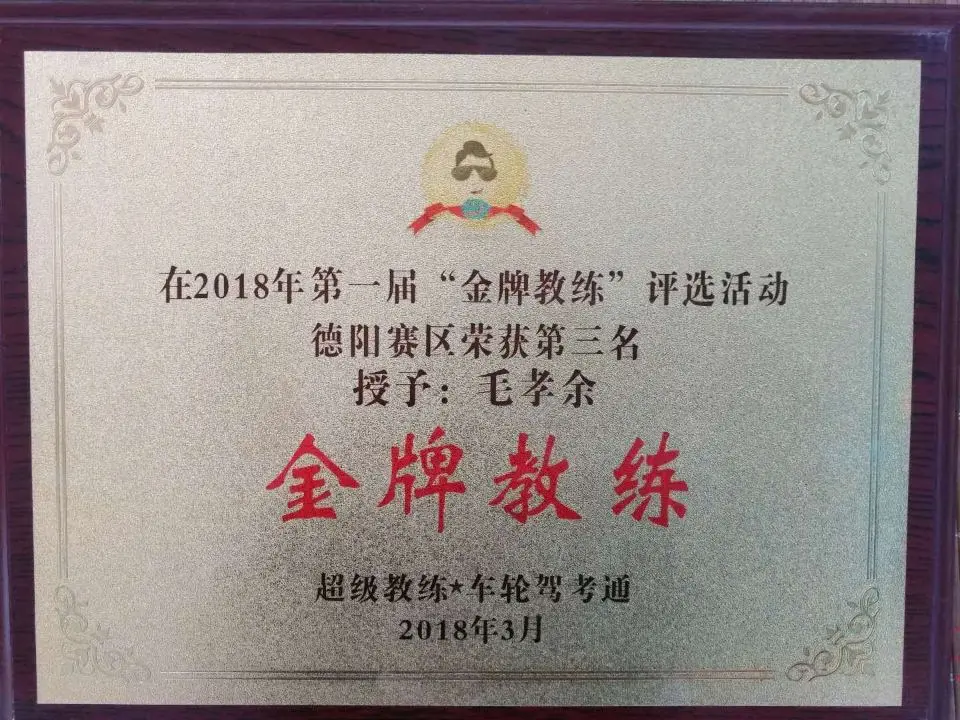 在2018年第一届“金牌教练”评选活动
德阳赛区荣获第三名
授予：毛孝余
金牌教练
超级教练★车轮驾考通
2018年3月